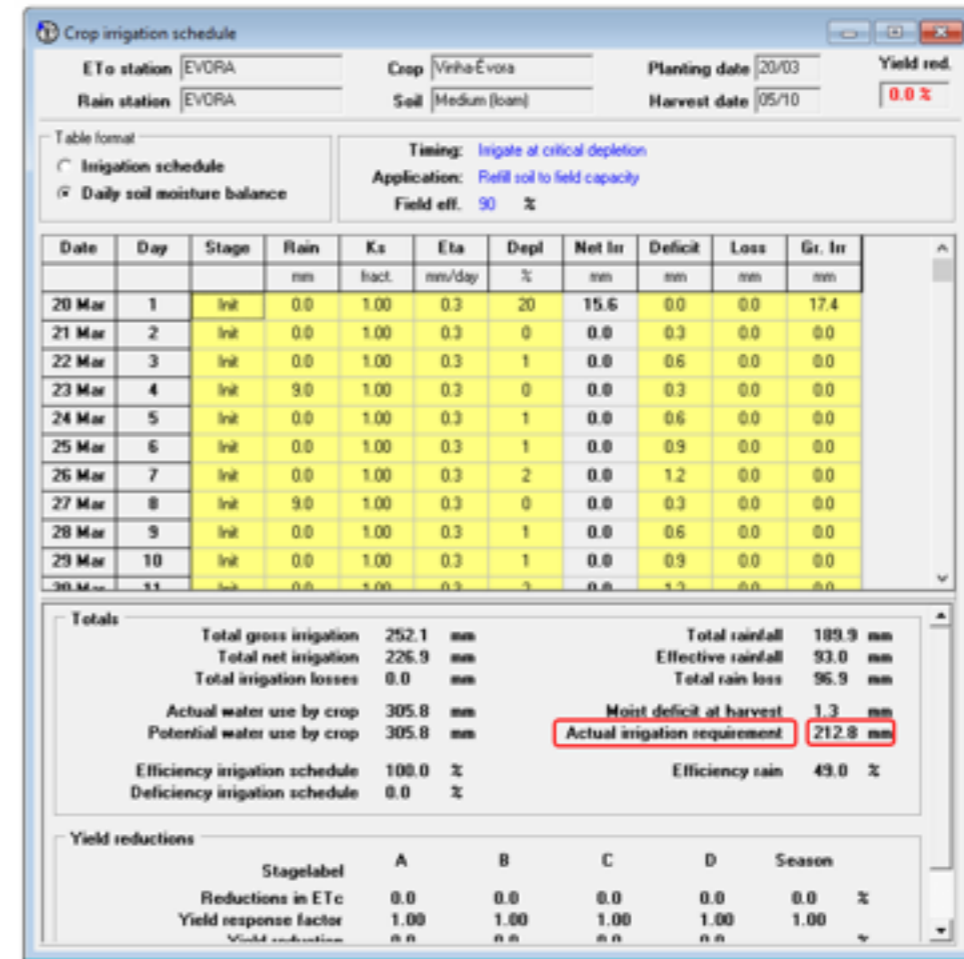 Crop irrigation schedule
ETo station EVORA Crop Vinha-Évora Planting date 20/03 Yield red.
Rain station EVORA Soil Medium (loam) Harvest date 05/10 0.0 %
Table format
Irrigation schedule
Daily soil moisture balance
Timing: Irrigate at critical depletion
Application: Refill soil to field capacity
Field eff. 90 %
Date Day Stage Rain Ks Eta Depl Net Irr Deficit Loss Gr. Irr
mm fract. mm/day % mm mm mm mm
20 Mar 1 Init 0.0 1.00 0.3 20 15.6 0.0 0.0 17.4
21 Mar 2 Init 0.0 1.00 0.3 0 0.0 0.3 0.0 0.0
22 Mar 3 Init 0.0 1.00 0.3 1 0.0 0.6 0.0 0.0
23 Mar 4 Init 9.0 1.00 0.3 0 0.0 0.3 0.0 0.0
24 Mar 5 Init 0.0 1.00 0.3 1 0.0 0.6 0.0 0.0
25 Mar 6 Init 0.0 1.00 0.3 1 0.0 0.9 0.0 0.0
26 Mar 7 Init 0.0 1.00 0.3 2 0.0 1.2 0.0 0.0
27 Mar 8 Init 9.0 1.00 0.3 0 0.0 0.3 0.0 0.0
28 Mar 9 Init 0.0 1.00 0.3 1 0.0 0.6 0.0 0.0
29 Mar 10 Init 0.0 1.00 0.3 1 0.0 0.9 0.0 0.0
Totals
Total gross irrigation 252.1 mm Total rainfall 189.9 mm
Total net irrigation 226.9 mm Effective rainfall 93.0 mm
Total irrigation losses 0.0 mm Total rain loss 96.9 mm
Actual water use by crop 305.8 mm Moist deficit at harvest 1.3 mm
Potential water use by crop 305.8 mm Actual irrigation requirement 212.8 mm
Efficiency irrigation schedule 100.0 % Efficiency rain 49.0 %
Deficiency irrigation schedule 0.0 %
Yield reductions
Stagelabel A B C D Season
Reductions in ETc 0.0 0.0 0.0 0.0 0.0 %
Yield response factor 1.00 1.00 1.00 1.00 1.00